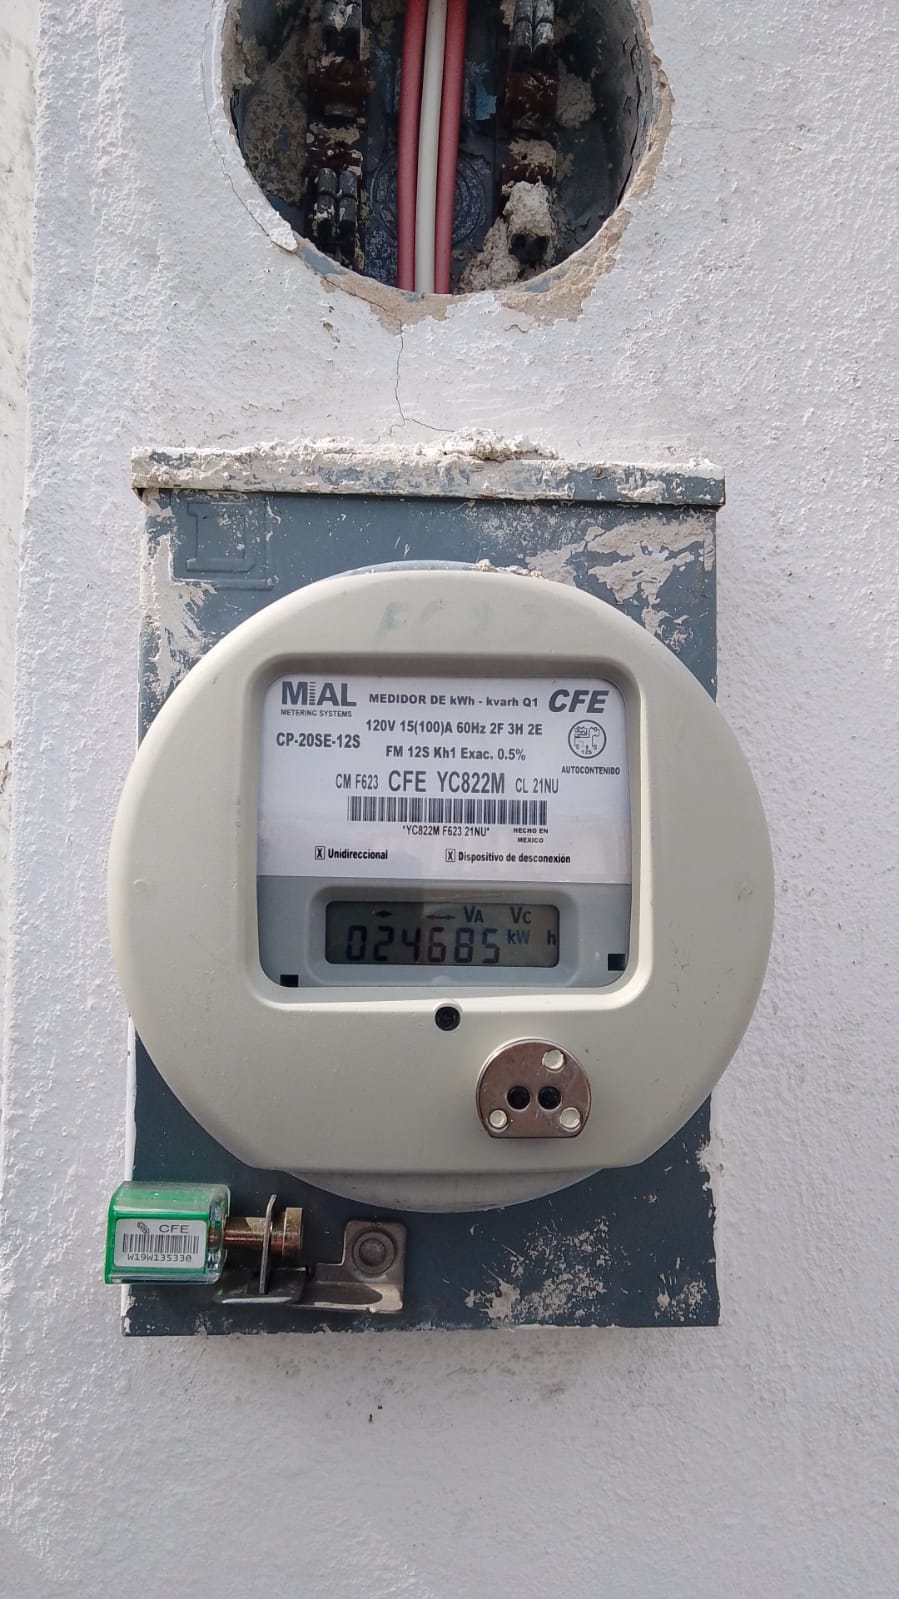 MIAL
METERING SYSTEMS
MEDIDOR DE kWh - kvarh Q1
CFE
120V 15(100)A 60Hz 2F 3H 2E
CP-20SE-12S
FM 12S Kh1 Exac. 0.5%
12S
AUTOCONTENIDO
CM F623 CFE YC822M CL 21NU
*YC822M F623 21NU*
HECHO EN
MEXICO
X Unidireccional
X Dispositivo de desconexión
VA VC
024685 kW h
CFE
W19W135330